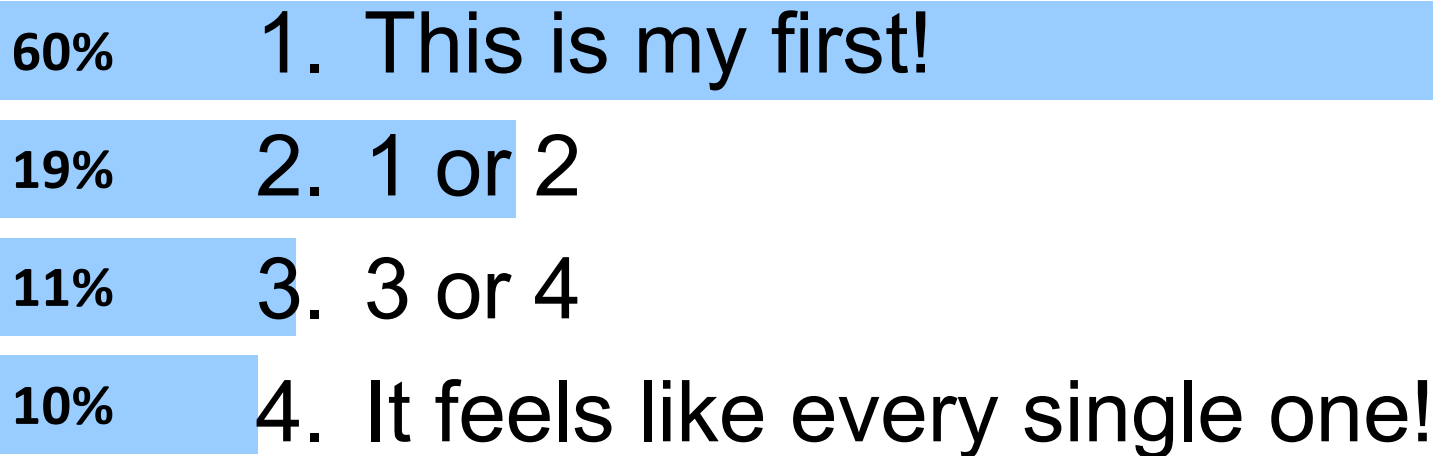 60% 1. This is my first!
19% 2. 1 or 2
11% 3. 3 or 4
10% 4. It feels like every single one!